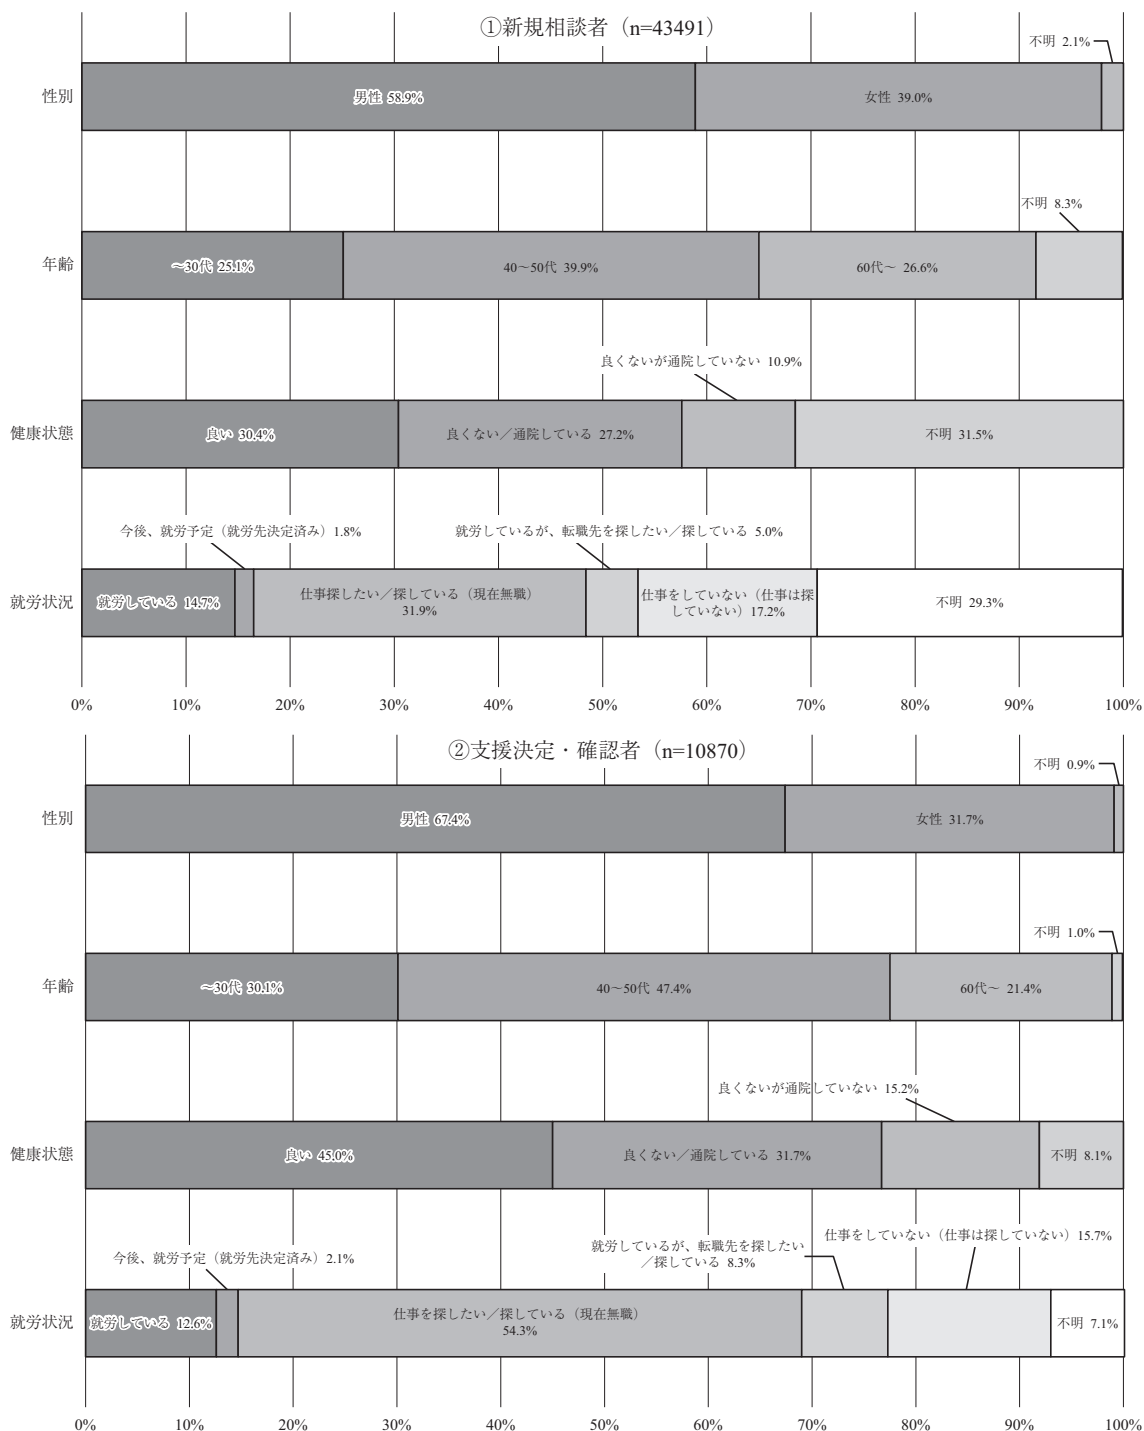 ①新規相談者（n=43491）
不明 2.1%
性別
男性 58.9%
女性 39.0%
不明 8.3%
年齢
～30代 25.1%
40～50代 39.9%
60代～ 26.6%
良くないが通院していない 10.9%
健康状態
良い 30.4%
良くない／通院している 27.2%
不明 31.5%
今後、就労予定（就労先決定済み）1.8%
就労しているが、転職先を探したい／探している 5.0%
就労状況
就労している 14.7%
仕事探したい／探している（現在無職）
31.9%
仕事をしていない（仕事は探
していない）17.2%
不明 29.3%
0%
10%
20%
30%
40%
50%
60%
70%
80%
90%
100%
②支援決定・確認者（n=10870）
不明 0.9%
性別
男性 67.4%
女性 31.7%
不明 1.0%
年齢
～30代 30.1%
40～50代 47.4%
60代～ 21.4%
良くないが通院していない 15.2%
健康状態
良い 45.0%
良くない／通院している 31.7%
不明 8.1%
今後、就労予定（就労先決定済み）2.1%
就労しているが、転職先を探したい
／探している 8.3%
仕事をしていない（仕事は探していない）15.7%
就労状況
就労している 12.6%
仕事を探したい／探している（現在無職）
54.3%
不明 7.1%
0%
10%
20%
30%
40%
50%
60%
70%
80%
90%
100%